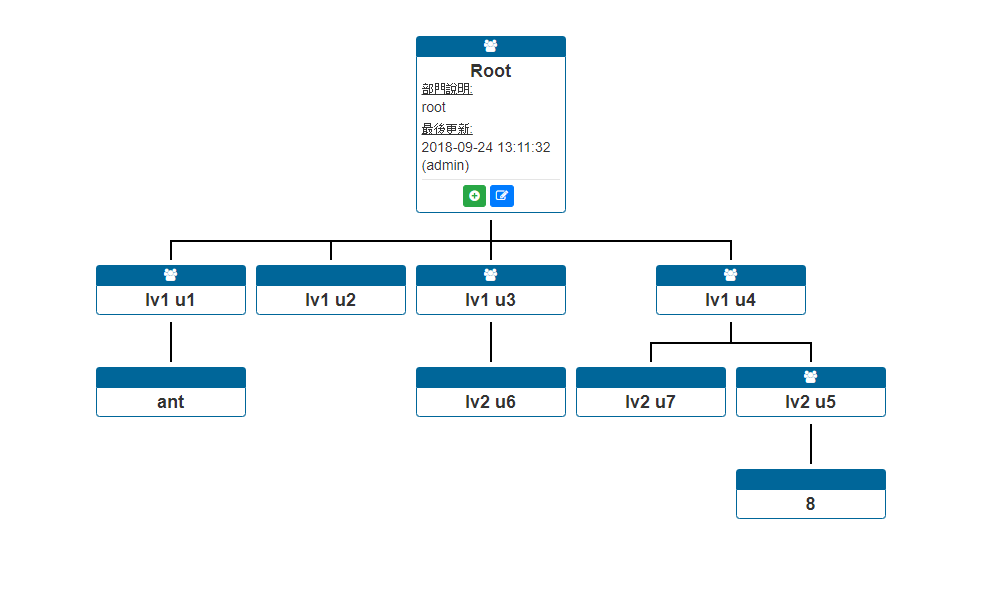 Root
部門說明:
root
最後更新:
2018-09-24 13:11:32
(admin)
lv1 u1
lv1 u2
lv1 u3
lv1 u4
ant
lv2 u6
lv2 u7
lv2 u5
8